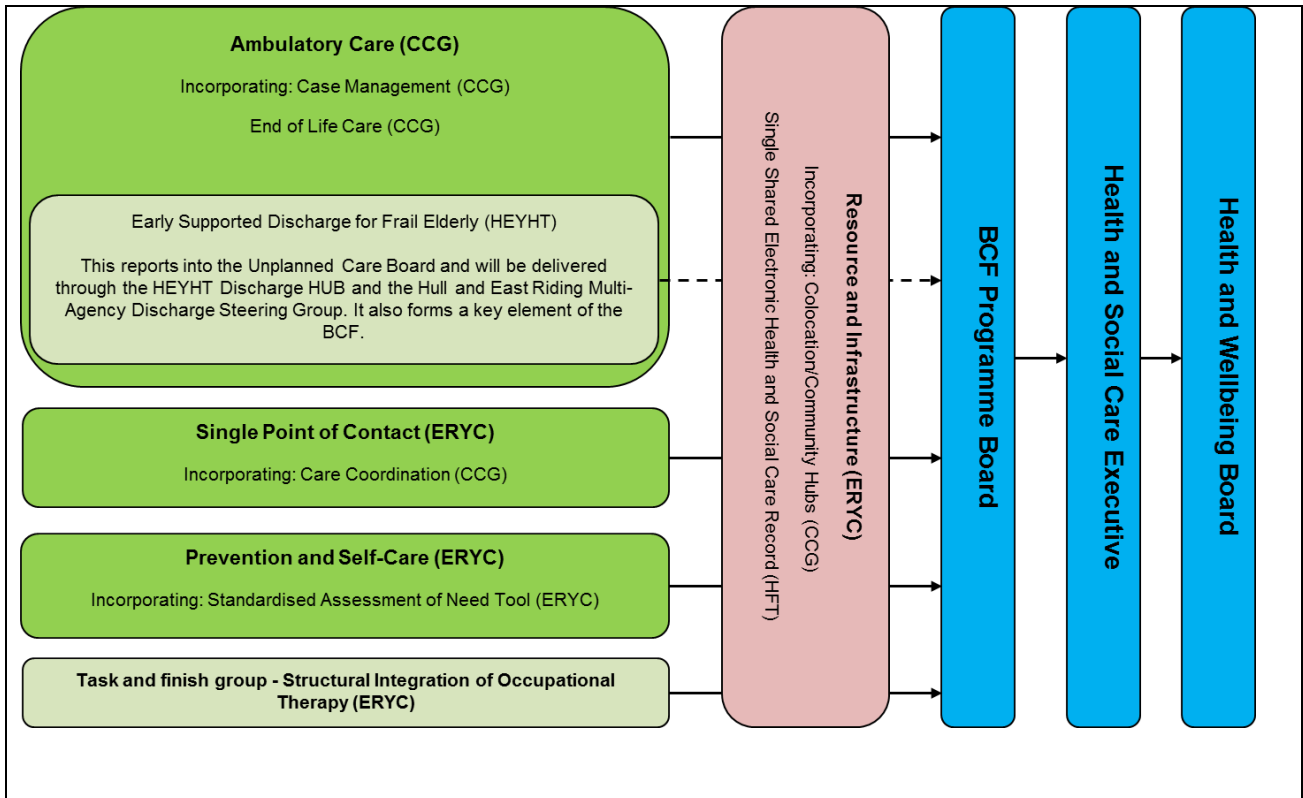 Ambulatory Care (CCG)
Incorporating: Case Management (CCG)
End of Life Care (CCG)
Early Supported Discharge for Frail Elderly (HEYHT)
This reports into the Unplanned Care Board and will be delivered
through the HEYHT Discharge HUB and the Hull and East Riding Multi-
Agency Discharge Steering Group. It also forms a key element of the
BCF.
Single Point of Contact (ERYC)
Incorporating: Care Coordination (CCG)
Prevention and Self-Care (ERYC)
Incorporating: Standardised Assessment of Need Tool (ERYC)
Task and finish group - Structural Integration of Occupational
Therapy (ERYC)
Resource and Infrastructure (ERYC)
Incorporating: Colocation/Community Hubs (CCG)
Single Shared Electronic Health and Social Care Record (HFT)
BCF Programme Board
Health and Social Care Executive
Health and Wellbeing Board